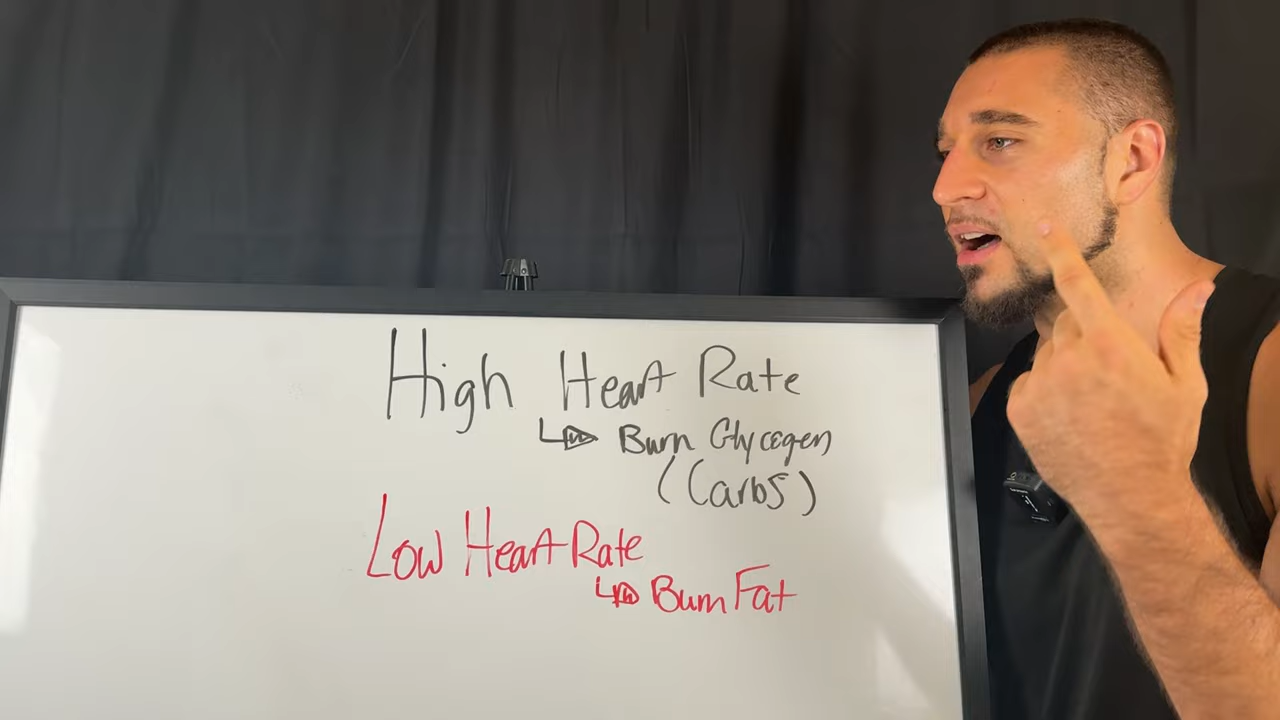 High Heart Rate
Burn Glycogen
(Carbs)
Low Heart Rate
Burn Fat